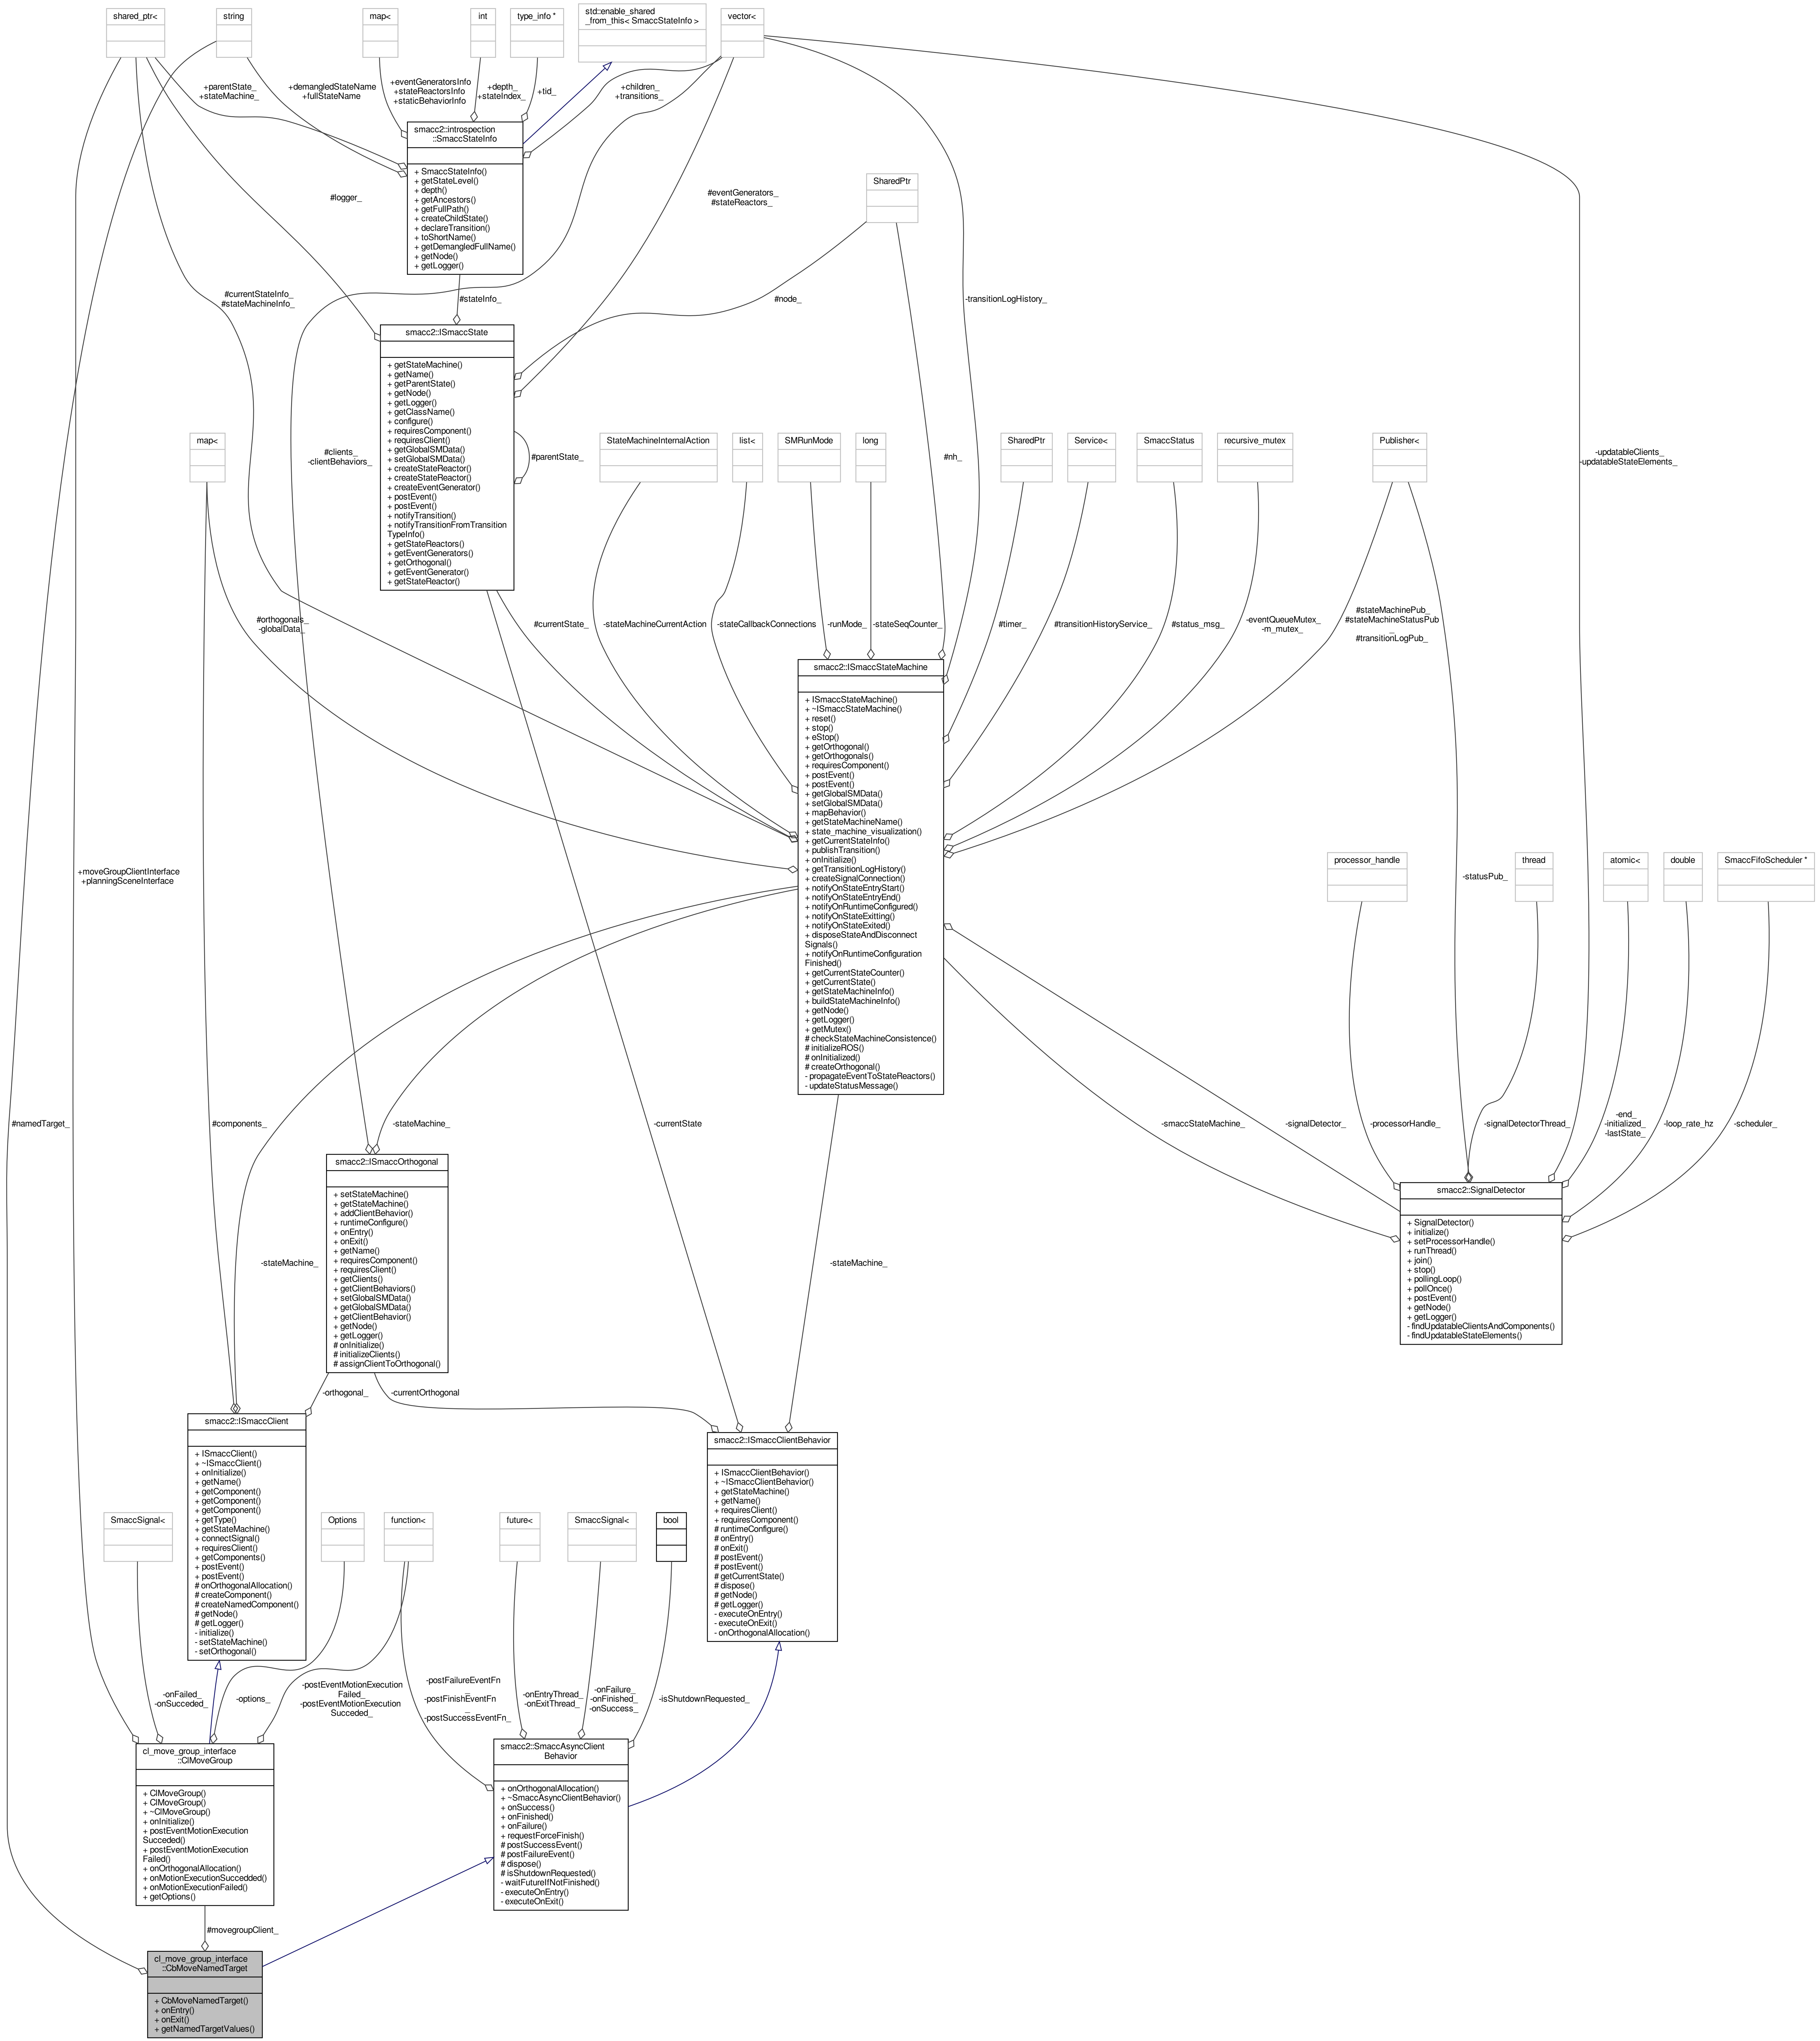 shared_ptr<
string
map<
int
type_info *
std::enable_shared
_from_this< SmaccStateInfo >
vector<
+parentState_
+stateMachine_
+demangledStateName
+fullStateName
+eventGeneratorsInfo
+stateReactorsInfo
+staticBehaviorInfo
+depth_
+stateIndex_
+tid_
+children_
+transitions_
smacc2::introspection
::SmaccStateInfo
+ SmaccStateInfo()
+ getStateLevel()
+ depth()
+ getAncestors()
+ getFullPath()
+ createChildState()
+ declareTransition()
+ toShortName()
+ getDemangledFullName()
+ getNode()
+ getLogger()
#logger_
#eventGenerators_
#stateReactors_
SharedPtr
#currentStateInfo_
#stateMachineInfo_
#stateInfo_
#node_
-transitionLogHistory_
smacc2::ISmaccState
+ getStateMachine()
+ getName()
+ getParentState()
+ getNode()
+ getLogger()
+ getClassName()
+ configure()
+ requiresComponent()
+ requiresClient()
+ getGlobalSMData()
+ setGlobalSMData()
+ createStateReactor()
+ createStateReactor()
+ createEventGenerator()
+ postEvent()
+ postEvent()
+ notifyTransition()
+ notifyTransitionFromTransition
TypeInfo()
+ getStateReactors()
+ getEventGenerators()
+ getOrthogonal()
+ getEventGenerator()
+ getStateReactor()
#parentState_
#clients_
-clientBehaviors_
#nh_
-updatableClients_
-updatableStateElements_
map<
StateMachineInternalAction
list<
SMRunMode
long
SharedPtr
Service<
SmaccStatus
recursive_mutex
Publisher<
#orthogonals_
-globalData_
#currentState_
-stateMachineCurrentAction
-stateCallbackConnections
-runMode_
-stateSeqCounter_
#timer_
#transitionHistoryService_
#status_msg_
-eventQueueMutex_
-m_mutex_
#stateMachinePub_
#stateMachineStatusPub
_
#transitionLogPub_
smacc2::ISmaccStateMachine
+ ISmaccStateMachine()
+ ~ISmaccStateMachine()
+ reset()
+ stop()
+ eStop()
+ getOrthogonal()
+ getOrthogonals()
+ requiresComponent()
+ postEvent()
+ postEvent()
+ getGlobalSMData()
+ setGlobalSMData()
+ mapBehavior()
+ getStateMachineName()
+ state_machine_visualization()
+ getCurrentStateInfo()
+ publishTransition()
+ onInitialize()
+ getTransitionLogHistory()
+ createSignalConnection()
+ notifyOnStateEntryStart()
+ notifyOnStateEntryEnd()
+ notifyOnRuntimeConfigured()
+ notifyOnStateExitting()
+ notifyOnStateExited()
+ disposeStateAndDisconnect
Signals()
+ notifyOnRuntimeConfiguration
Finished()
+ getCurrentStateCounter()
+ getCurrentState()
+ getStateMachineInfo()
+ buildStateMachineInfo()
+ getNode()
+ getLogger()
+ getMutex()
# checkStateMachineConsistence()
# initializeROS()
# onInitialized()
# createOrthogonal()
- propagateEventToStateReactors()
- updateStatusMessage()
+moveGroupClientInterface
+planningSceneInterface
processor_handle
-statusPub_
thread
atomic<
double
SmaccFifoScheduler *
#namedTarget_
#components_
-stateMachine_
-currentState
-smaccStateMachine_
-signalDetector_
-processorHandle_
-signalDetectorThread_
-end_
-initialized_
-lastState_
-loop_rate_hz
-scheduler_
smacc2::SignalDetector
+ SignalDetector()
+ initialize()
+ setProcessorHandle()
+ runThread()
+ join()
+ stop()
+ pollingLoop()
+ pollOnce()
+ postEvent()
+ getNode()
+ getLogger()
- findUpdatableClientsAndComponents()
- findUpdatableStateElements()
smacc2::ISmaccOrthogonal
+ setStateMachine()
+ getStateMachine()
+ addClientBehavior()
+ runtimeConfigure()
+ onEntry()
+ onExit()
+ getName()
+ requiresComponent()
+ requiresClient()
+ getClients()
+ getClientBehaviors()
+ setGlobalSMData()
+ getGlobalSMData()
+ getClientBehavior()
+ getNode()
+ getLogger()
# onInitialize()
# initializeClients()
# assignClientToOrthogonal()
-stateMachine_
-stateMachine_
-orthogonal_
-currentOrthogonal
smacc2::ISmaccClient
+ ISmaccClient()
+ ~ISmaccClient()
+ onInitialize()
+ getName()
+ getComponent()
+ getComponent()
+ getComponent()
+ getType()
+ getStateMachine()
+ connectSignal()
+ requiresClient()
+ getComponents()
+ postEvent()
+ postEvent()
# onOrthogonalAllocation()
# createComponent()
# createNamedComponent()
# getNode()
# getLogger()
- initialize()
- setStateMachine()
- setOrthogonal()
smacc2::ISmaccClientBehavior
+ ISmaccClientBehavior()
+ ~ISmaccClientBehavior()
+ getStateMachine()
+ getName()
+ requiresClient()
+ requiresComponent()
# runtimeConfigure()
# onEntry()
# onExit()
# postEvent()
# postEvent()
# getCurrentState()
# dispose()
# getNode()
# getLogger()
- executeOnEntry()
- executeOnExit()
- onOrthogonalAllocation()
SmaccSignal<
Options
function<
future<
SmaccSignal<
bool
-onFailed_
-onSucceded_
-options_
-postEventMotionExecution
Failed_
-postEventMotionExecution
Succeded_
-postFailureEventFn
_
-postFinishEventFn
_
-postSuccessEventFn_
-onEntryThread_
-onExitThread_
-onFailure_
-onFinished_
-onSuccess_
-isShutdownRequested_
cl_move_group_interface
::ClMoveGroup
+ ClMoveGroup()
+ ClMoveGroup()
+ ~ClMoveGroup()
+ onInitialize()
+ postEventMotionExecution
Succeded()
+ postEventMotionExecution
Failed()
+ onOrthogonalAllocation()
+ onMotionExecutionSuccedded()
+ onMotionExecutionFailed()
+ getOptions()
smacc2::SmaccAsyncClient
Behavior
+ onOrthogonalAllocation()
+ ~SmaccAsyncClientBehavior()
+ onSuccess()
+ onFinished()
+ onFailure()
+ requestForceFinish()
# postSuccessEvent()
# postFailureEvent()
# dispose()
# isShutdownRequested()
- waitFutureIfNotFinished()
- executeOnEntry()
- executeOnExit()
#movegroupClient_
cl_move_group_interface
::CbMoveNamedTarget
+ CbMoveNamedTarget()
+ onEntry()
+ onExit()
+ getNamedTargetValues()